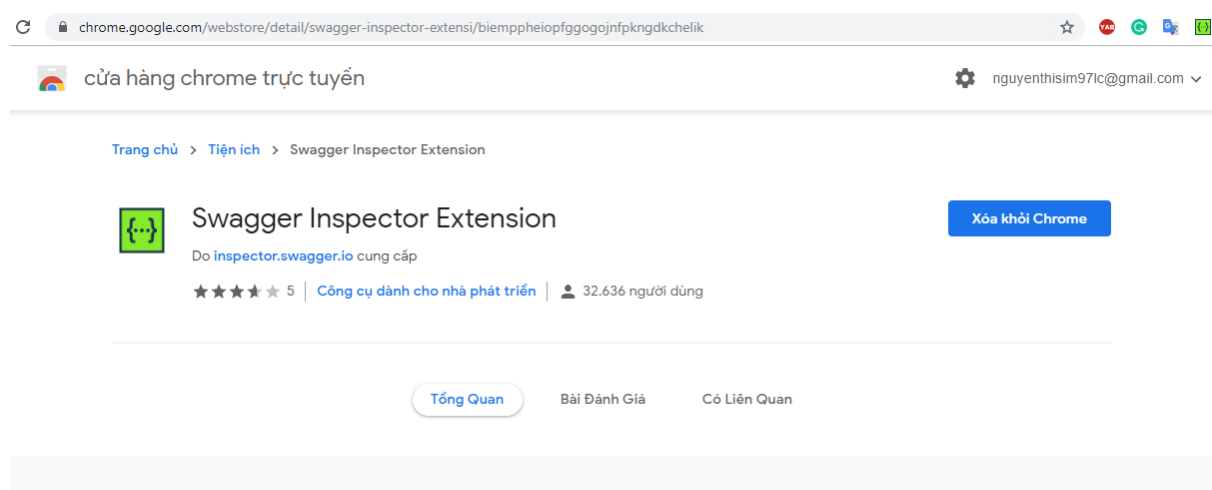 chrome.google.com/webstore/detail/swagger-inspector-extensi/biemppheiopfggogojnfpkngdkchelik
cửa hàng chrome trực tuyến
nguyenthisim97lc@gmail.com
Trang chủ > Tiện ích > Swagger Inspector Extension
{··}
Swagger Inspector Extension
Xóa khỏi Chrome
Do inspector.swagger.io cung cấp
5 | Công cụ dành cho nhà phát triển | 32.636 người dùng
Tổng Quan Bài Đánh Giá Có Liên Quan